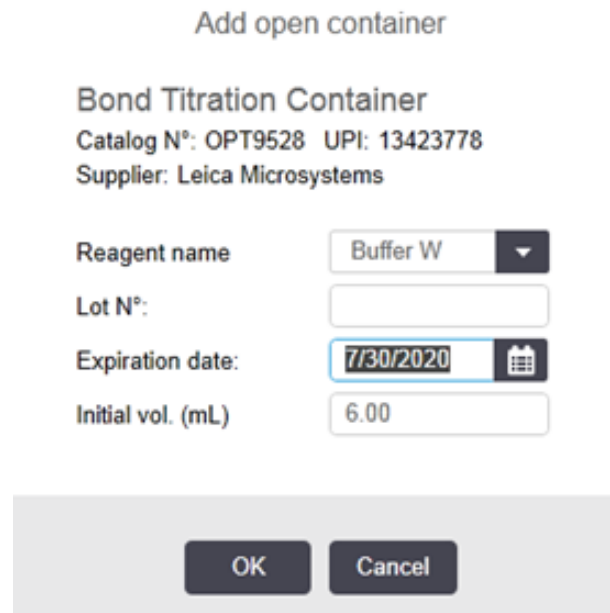 Add open container
Bond Titration Container
Catalog N°: OPT9528 UPI: 13423778
Supplier: Leica Microsystems
Reagent name Buffer W
Lot N°:
Expiration date: 7/30/2020
Initial vol. (mL) 6.00
OK Cancel